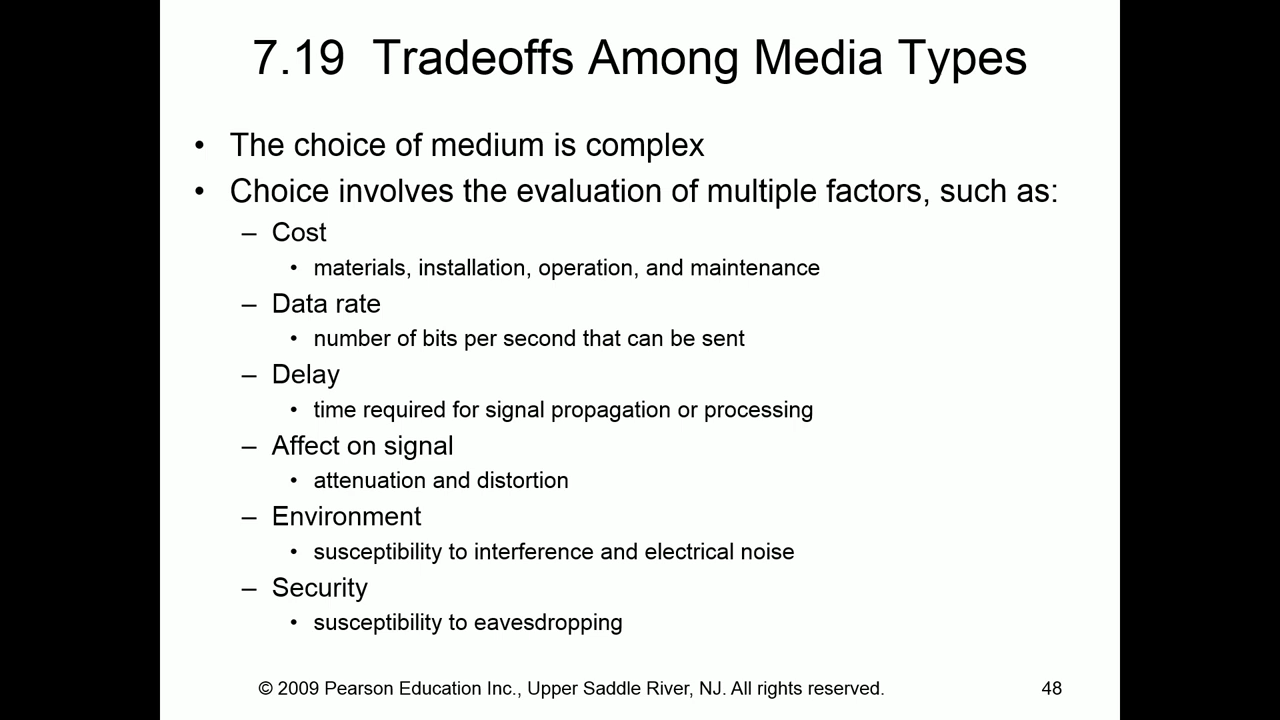 7.19 Tradeoffs Among Media Types
• The choice of medium is complex
• Choice involves the evaluation of multiple factors, such as:
– Cost
• materials, installation, operation, and maintenance
– Data rate
• number of bits per second that can be sent
– Delay
• time required for signal propagation or processing
– Affect on signal
• attenuation and distortion
– Environment
• susceptibility to interference and electrical noise
– Security
• susceptibility to eavesdropping
© 2009 Pearson Education Inc., Upper Saddle River, NJ. All rights reserved.
48